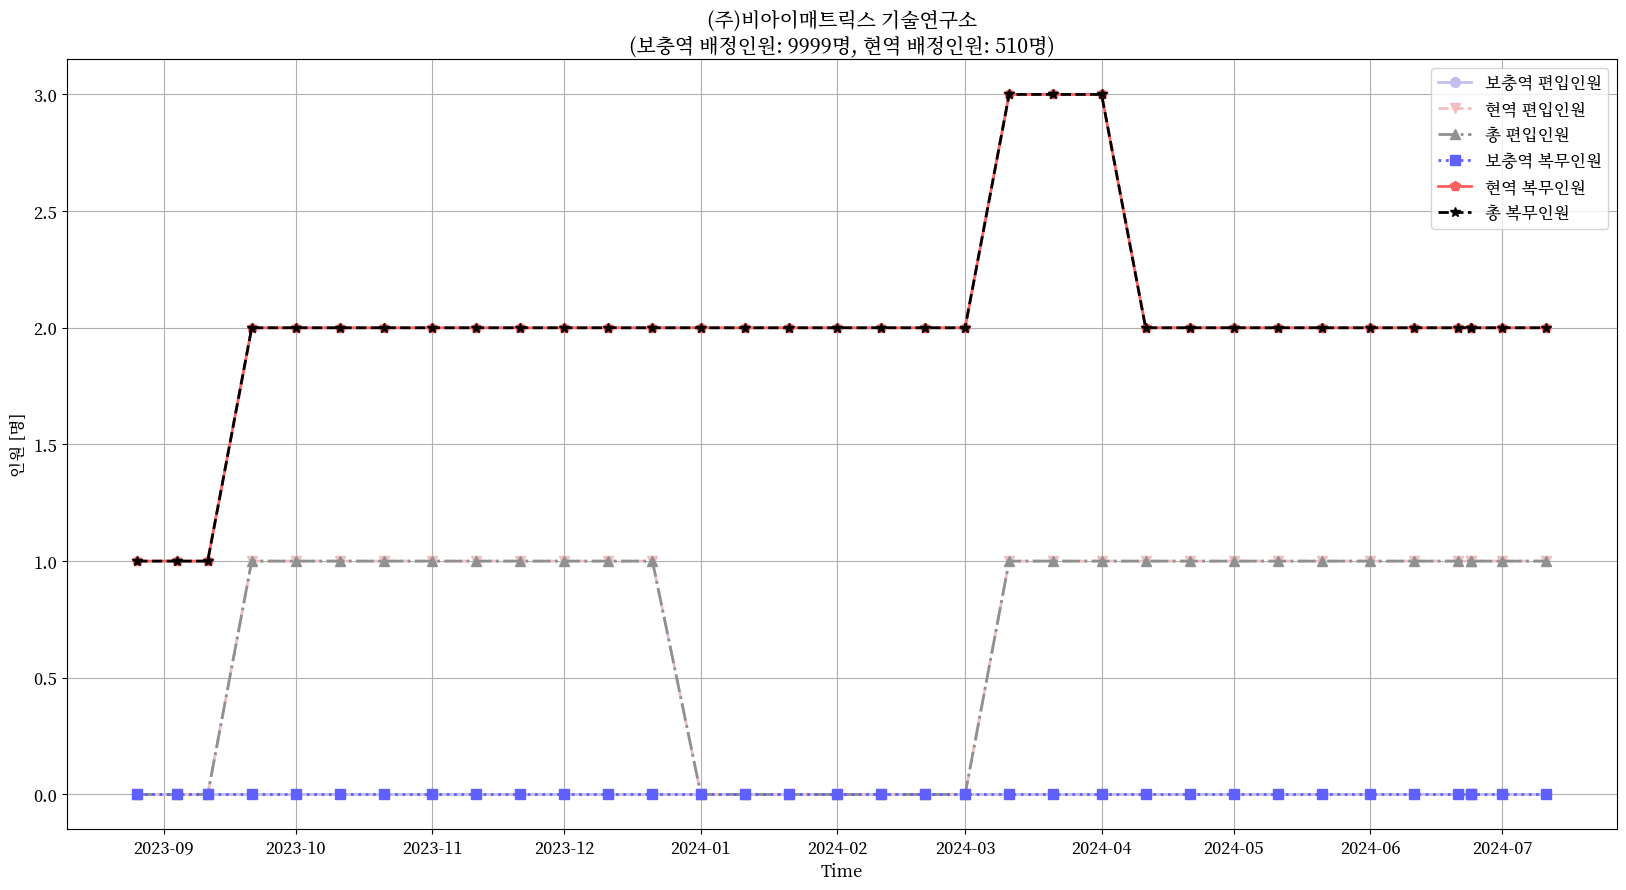 (주)비아이매트릭스 기술연구소
(보충역 배정인원: 9999명, 현역 배정인원: 510명)
보충역 편입인원
현역 편입인원
총 편입인원
보충역 복무인원
현역 복무인원
총 복무인원
인원 [명]
3.0
2.5
2.0
1.5
1.0
0.5
0.0
2023-09 2023-10 2023-11 2023-12 2024-01 2024-02 2024-03 2024-04 2024-05 2024-06 2024-07
Time